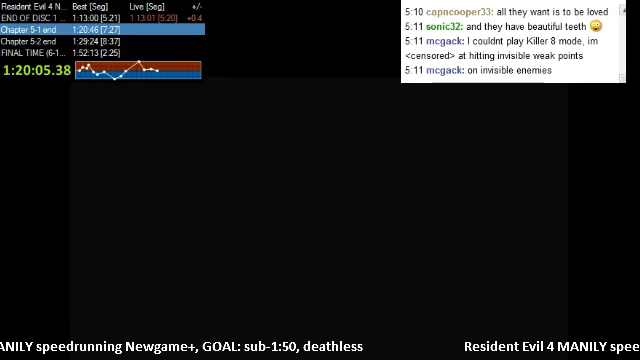 Resident Evil 4 N... Best [Seg] Live [Seg] +/-
END OF DISC 1 1:13:00 [5:21] 1:13:01 [5:20] +0.4
Chapter 5-1 end 1:20:46 [7:27]
Chapter 5-2 end 1:29:24 [8:37]
FINAL TIME (6-1... 1:52:13 [2:25]
1:20:05.38
5:10 capncooper33: all they want is to be loved
5:11 sonic32: and they have beautiful teeth
5:11 mcgack: I couldnt play Killer 8 mode, im
<censored> at hitting invisible weak points
5:11 mcgack: on invisible enemies
ANILY speedrunning Newgame+, GOAL: sub-1:50, deathless Resident Evil 4 MANILY spee